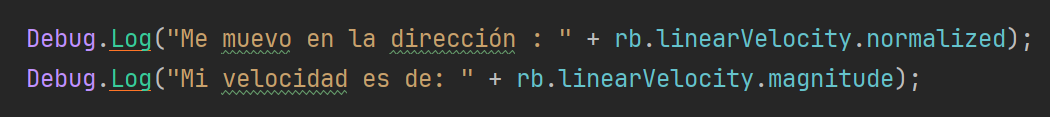 Debug.Log("Me muevo en la dirección : " + rb.linearVelocity.normalized);
Debug.Log("Mi velocidad es de: " + rb.linearVelocity.magnitude);